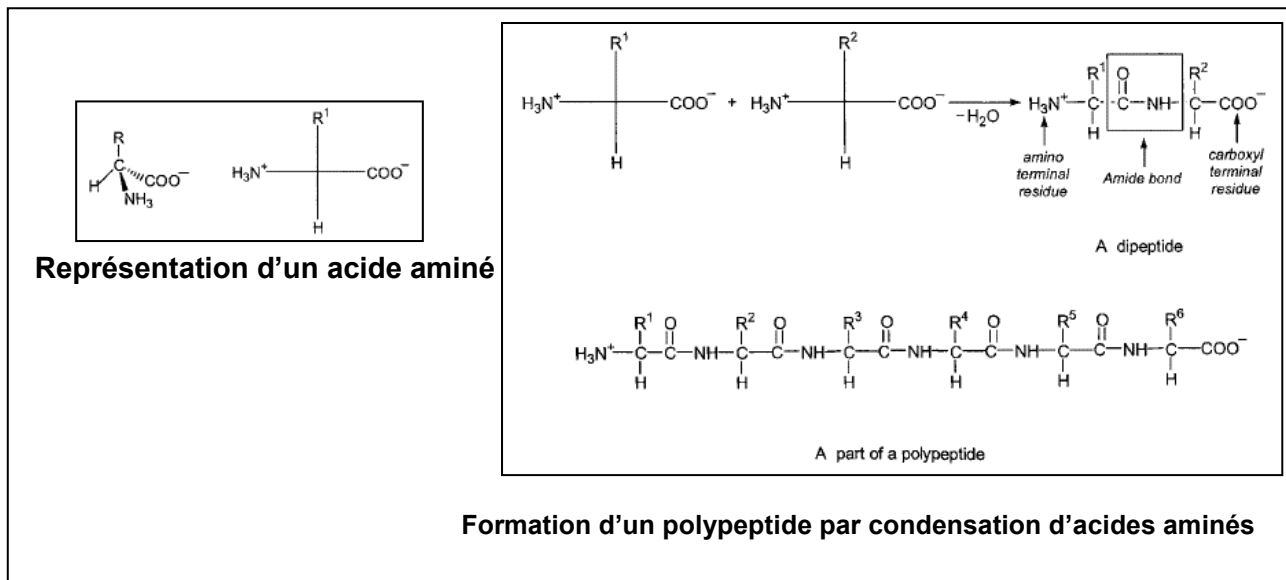 R
C
H
COO⁻
NH₃
R¹
H₃N⁺
COO⁻
H
Représentation d'un acide aminé
R¹ R²
H₃N⁺ COO⁻ + H₃N⁺ COO⁻
H H
–H₂O
R¹ O R²
H₃N⁺—C—C—NH—C—COO⁻
H H
amino terminal residue
Amide bond
carboxyl terminal residue
A dipeptide
R¹ O R² O R³ O R⁴ O R⁵ O R⁶
H₃N⁺—C—C—NH—C—C—NH—C—C—NH—C—C—NH—C—C—NH—C—COO⁻
H H H H H H
A part of a polypeptide
Formation d'un polypeptide par condensation d'acides aminés